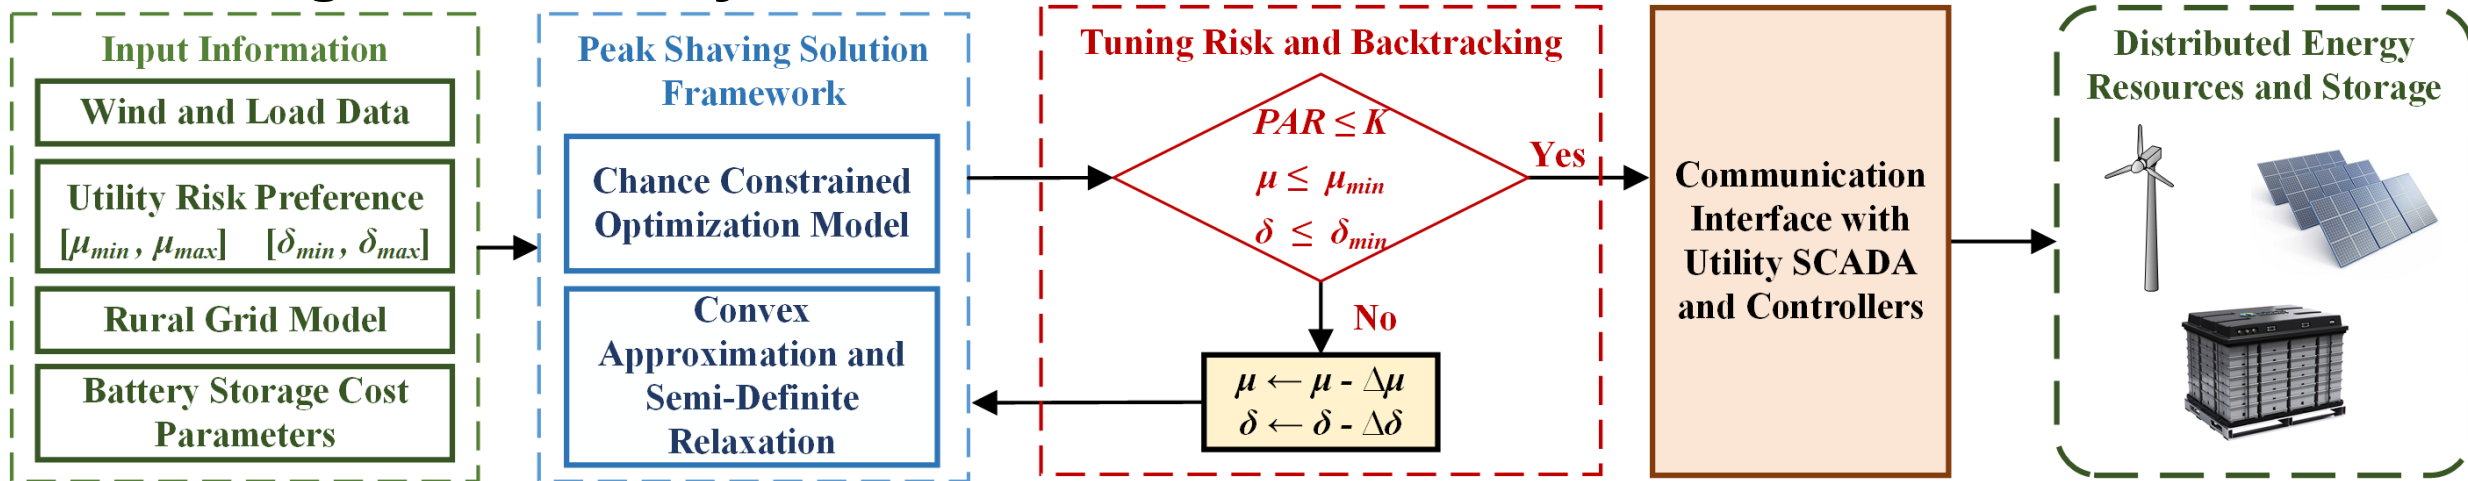 Input Information
Wind and Load Data
Utility Risk Preference
[μmin , μmax] [δmin , δmax]
Rural Grid Model
Battery Storage Cost
Parameters
Peak Shaving Solution
Framework
Chance Constrained
Optimization Model
Convex
Approximation and
Semi-Definite
Relaxation
Tuning Risk and Backtracking
PAR ≤ K
μ ≤ μmin
δ ≤ δmin
Yes
No
μ ← μ - Δμ
δ ← δ - Δδ
Communication
Interface with
Utility SCADA
and Controllers
Distributed Energy
Resources and Storage